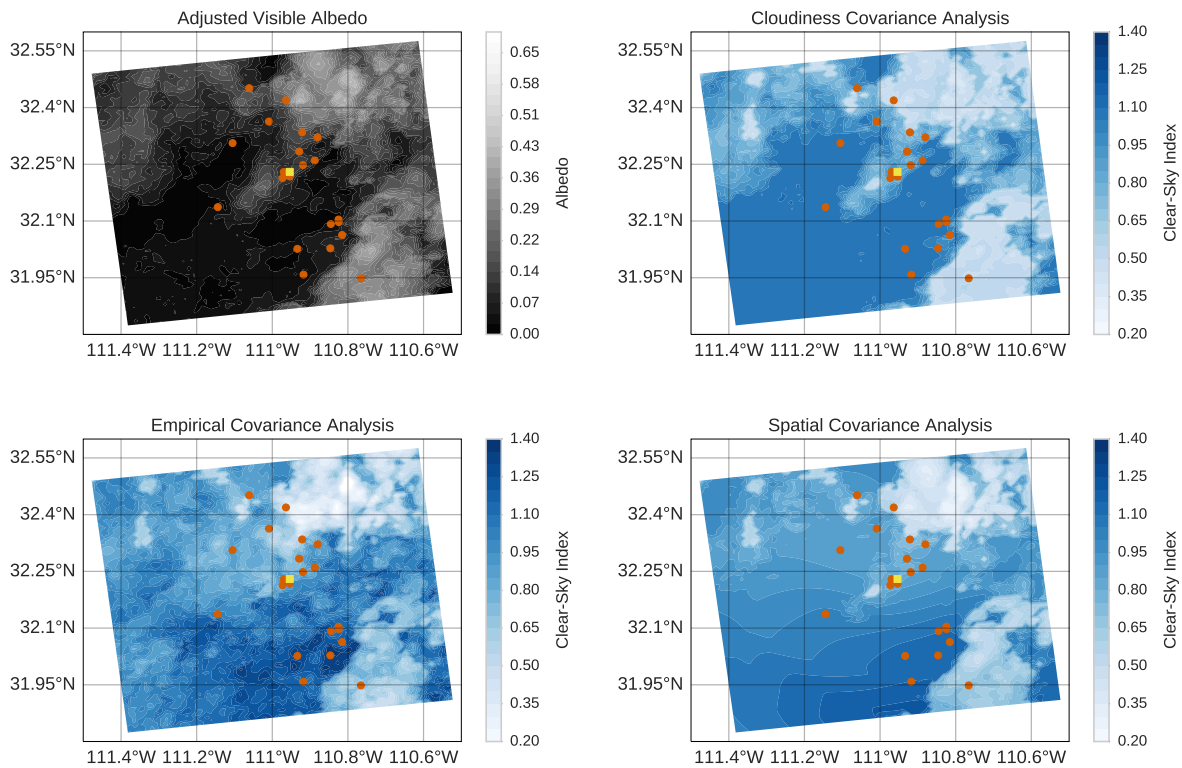 Adjusted Visible Albedo
32.55°N
32.4°N
32.25°N
32.1°N
31.95°N
111.4°W 111.2°W 111°W 110.8°W 110.6°W
0.65
0.58
0.51
0.43
0.36
0.29
0.22
0.14
0.07
0.00
Albedo
Cloudiness Covariance Analysis
32.55°N
32.4°N
32.25°N
32.1°N
31.95°N
111.4°W 111.2°W 111°W 110.8°W 110.6°W
1.40
1.25
1.10
0.95
0.80
0.65
0.50
0.35
0.20
Clear-Sky Index
Empirical Covariance Analysis
32.55°N
32.4°N
32.25°N
32.1°N
31.95°N
111.4°W 111.2°W 111°W 110.8°W 110.6°W
1.40
1.25
1.10
0.95
0.80
0.65
0.50
0.35
0.20
Clear-Sky Index
Spatial Covariance Analysis
32.55°N
32.4°N
32.25°N
32.1°N
31.95°N
111.4°W 111.2°W 111°W 110.8°W 110.6°W
1.40
1.25
1.10
0.95
0.80
0.65
0.50
0.35
0.20
Clear-Sky Index